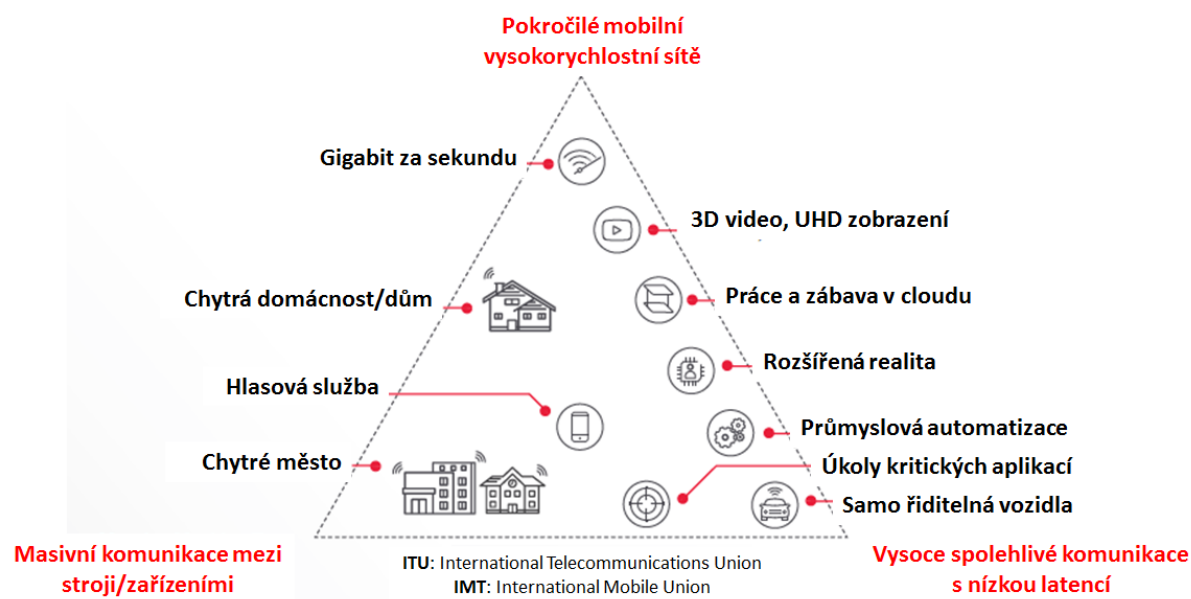 Pokročilé mobilní
vysokorychlostní sítě
Gigabit za sekundu
3D video, UHD zobrazení
Chytrá domácnost/dům
Práce a zábava v cloudu
Rozšířená realita
Hlasová služba
Průmyslová automatizace
Chytré město
Úkoly kritických aplikací
Samo řiditelná vozidla
Masivní komunikace mezi
stroji/zařízeními
ITU: International Telecommunications Union
IMT: International Mobile Union
Vysoce spolehlivé komunikace
s nízkou latencí